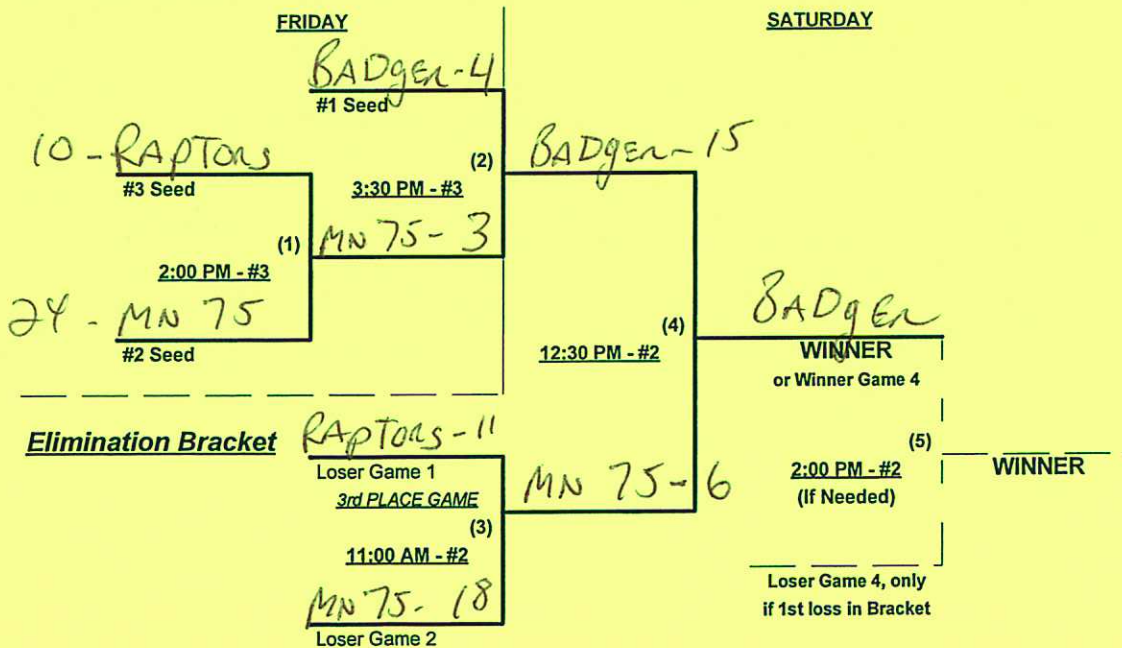 FRIDAY
SATURDAY
BADgER-4
#1 Seed
10 - RAPTORS
#3 Seed
(2)
3:30 PM - #3
BADgER-15
(1)
MN 75-3
2:00 PM - #3
24 - MN 75
#2 Seed
(4)
12:30 PM - #2
BADgER
WINNER
or Winner Game 4
Elimination Bracket
RAPTORS-11
Loser Game 1
3rd PLACE GAME
(3)
11:00 AM - #2
MN 75-18
Loser Game 2
MN 75-6
(5)
2:00 PM - #2
(If Needed)
WINNER
Loser Game 4, only
if 1st loss in Bracket